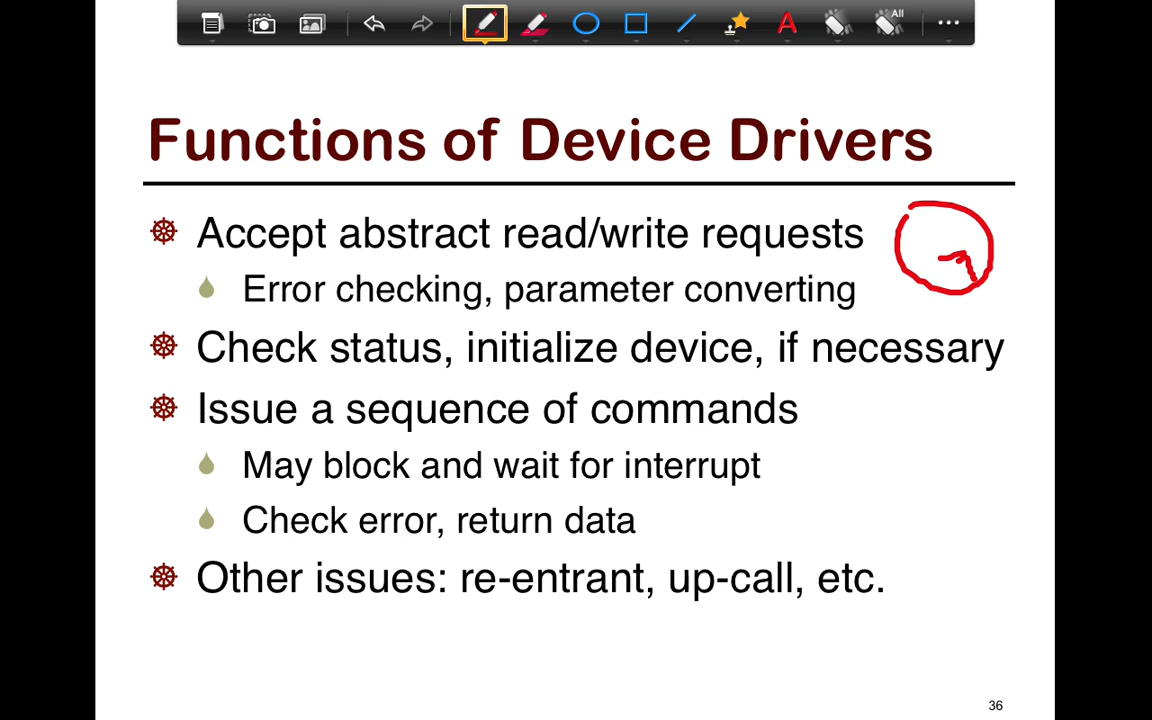 All
A
Functions of Device Drivers
Accept abstract read/write requests
Error checking, parameter converting
Check status, initialize device, if necessary
Issue a sequence of commands
May block and wait for interrupt
Check error, return data
Other issues: re-entrant, up-call, etc.
36